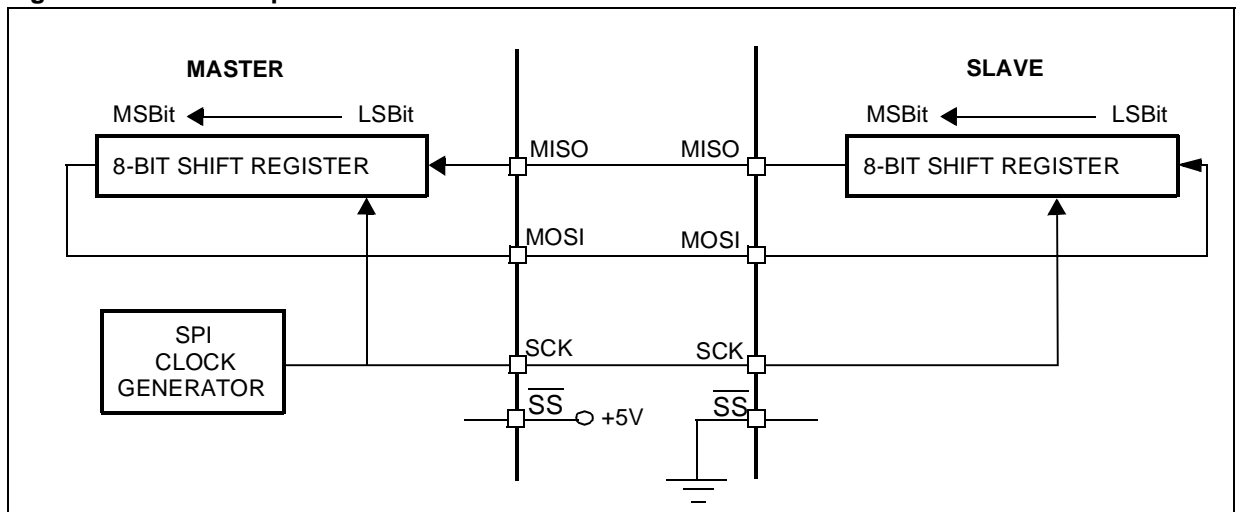 MASTER
SLAVE
MSBit LSBit
MSBit LSBit
8-BIT SHIFT REGISTER
MISO
MISO
8-BIT SHIFT REGISTER
MOSI
MOSI
SPI
CLOCK
GENERATOR
SCK
SCK
SS
+5V
SS